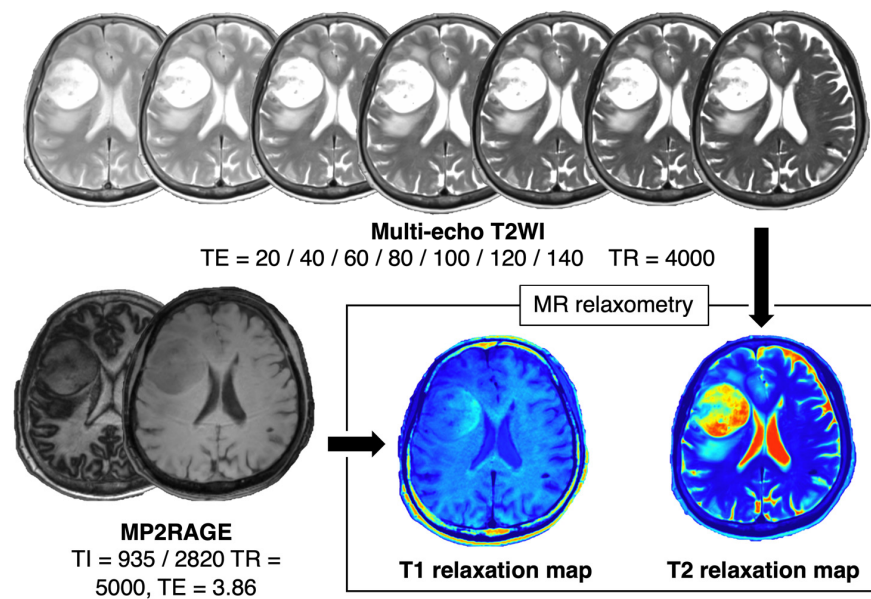 Multi-echo T2WI
TE = 20 / 40 / 60 / 80 / 100 / 120 / 140 TR = 4000
MR relaxometry
MP2RAGE
TI = 935 / 2820 TR =
5000, TE = 3.86
T1 relaxation map
T2 relaxation map